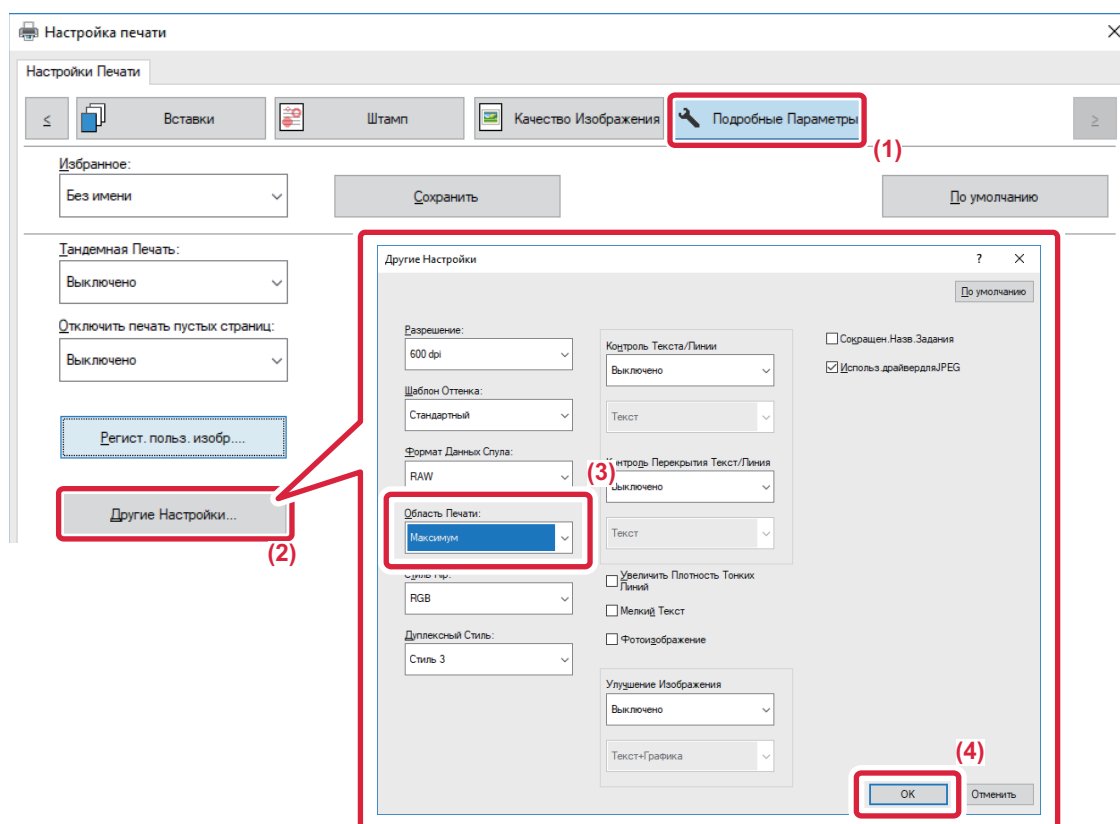 Настройка печати
Настройки Печати
<
Вставки
Штамп
Качество Изображения
Подробные Параметры
>
(1)
Избранное:
Без имени
Сохранить
По умолчанию
Тандемная Печать:
Выключено
Отключить печать пустых страниц:
Выключено
Регист. польз. изобр....
Другие Настройки...
(2)
Другие Настройки
?
По умолчанию
Разрешение:
600 dpi
Шаблон Оттенка:
Стандартный
Формат Данных Спула:
RAW
(3)
Область Печати:
Максимум
Стиль Rip:
RGB
Дуплексный Стиль:
Стиль 3
Контроль Текста/Линии
Выключено
Текст
Контроль Перекрытия Текст/Линия
Выключено
Текст
Увеличить Плотность Тонких
Линий
Мелкий Текст
Фотоизображение
Улучшение Изображения
Выключено
Текст+Графика
Сокращен.Назв.Задания
Использ.драйвердляJPEG
(4)
OK
Отменить